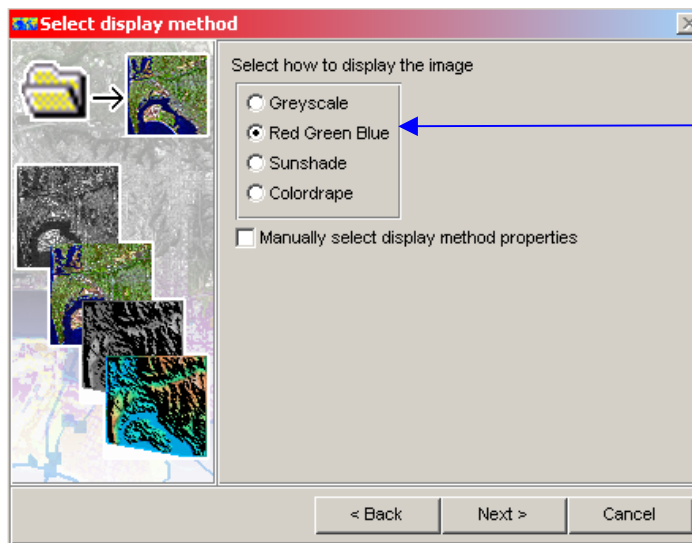 Select display method
Select how to display the image
Greyscale
Red Green Blue
Sunshade
Colordrape
Manually select display method properties
< Back
Next >
Cancel